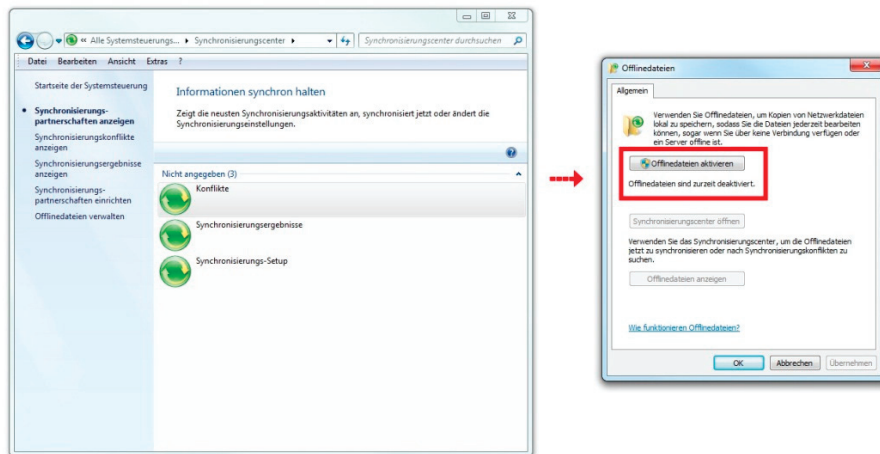 « Alle Systemsteuerungs... ▸ Synchronisierungscenter ▸
Synchronisierungscenter durchsuchen
Datei Bearbeiten Ansicht Extras ?
Startseite der Systemsteuerung
• Synchronisierungs-
partnerschaften anzeigen
Synchronisierungskonflikte
anzeigen
Synchronisierungsergebnisse
anzeigen
Synchronisierungs-
partnerschaften einrichten
Offlinedateien verwalten
Informationen synchron halten
Zeigt die neusten Synchronisierungsaktivitäten an, synchronisiert jetzt oder ändert die
Synchronisierungseinstellungen.
Nicht angegeben (3)
Konflikte
Synchronisierungsergebnisse
Synchronisierungs-Setup
Offlinedateien
Allgemein
Verwenden Sie Offlinedateien, um Kopien von Netzwerkdateien
lokal zu speichern, sodass Sie die Dateien jederzeit bearbeiten
können, sogar wenn Sie über keine Verbindung verfügen oder
ein Server offline ist.
Offlinedateien aktivieren
Offlinedateien sind zurzeit deaktiviert.
Synchronisierungscenter öffnen
Verwenden Sie das Synchronisierungscenter, um die Offlinedateien
jetzt zu synchronisieren oder nach Synchronisierungskonflikten zu
suchen.
Offlinedateien anzeigen
Wie funktionieren Offlinedateien?
OK Abbrechen Übernehmen